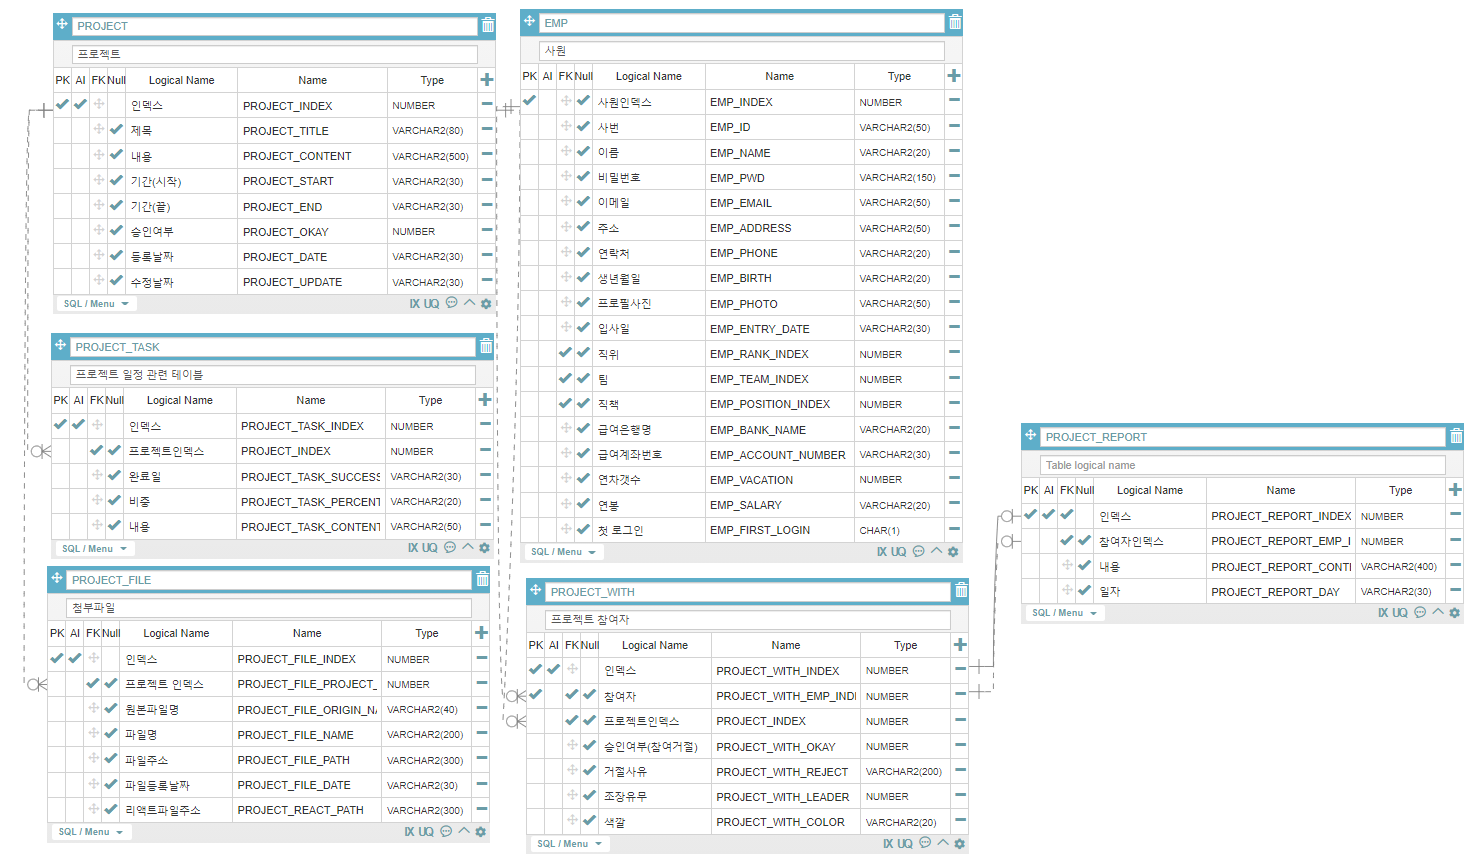 PROJECT
프로젝트
PK AI FK Null Logical Name Name Type
인덱스 PROJECT_INDEX NUMBER
제목 PROJECT_TITLE VARCHAR2(80)
내용 PROJECT_CONTENT VARCHAR2(500)
기간(시작) PROJECT_START VARCHAR2(30)
기간(끝) PROJECT_END VARCHAR2(30)
승인여부 PROJECT_OKAY NUMBER
등록날짜 PROJECT_DATE VARCHAR2(30)
수정날짜 PROJECT_UPDATE VARCHAR2(30)
SQL / Menu IX UQ
PROJECT_TASK
프로젝트 일정 관련 테이블
PK AI FK Null Logical Name Name Type
인덱스 PROJECT_TASK_INDEX NUMBER
프로젝트인덱스 PROJECT_INDEX NUMBER
완료일 PROJECT_TASK_SUCCESS VARCHAR2(30)
비중 PROJECT_TASK_PERCENT VARCHAR2(20)
내용 PROJECT_TASK_CONTENT VARCHAR2(50)
SQL / Menu IX UQ
PROJECT_FILE
첨부파일
PK AI FK Null Logical Name Name Type
인덱스 PROJECT_FILE_INDEX NUMBER
프로젝트 인덱스 PROJECT_FILE_PROJECT_ NUMBER
원본파일명 PROJECT_FILE_ORIGIN_NA VARCHAR2(40)
파일명 PROJECT_FILE_NAME VARCHAR2(200)
파일주소 PROJECT_FILE_PATH VARCHAR2(300)
파일등록날짜 PROJECT_FILE_DATE VARCHAR2(30)
리액트파일주소 PROJECT_REACT_PATH VARCHAR2(300)
SQL / Menu IX UQ
EMP
사원
PK AI FK Null Logical Name Name Type
사원인덱스 EMP_INDEX NUMBER
사번 EMP_ID VARCHAR2(50)
이름 EMP_NAME VARCHAR2(20)
비밀번호 EMP_PWD VARCHAR2(150)
이메일 EMP_EMAIL VARCHAR2(50)
주소 EMP_ADDRESS VARCHAR2(50)
연락처 EMP_PHONE VARCHAR2(20)
생년월일 EMP_BIRTH VARCHAR2(20)
프로필사진 EMP_PHOTO VARCHAR2(50)
입사일 EMP_ENTRY_DATE VARCHAR2(30)
직위 EMP_RANK_INDEX NUMBER
팀 EMP_TEAM_INDEX NUMBER
직책 EMP_POSITION_INDEX NUMBER
급여은행명 EMP_BANK_NAME VARCHAR2(20)
급여계좌번호 EMP_ACCOUNT_NUMBER VARCHAR2(30)
연차갯수 EMP_VACATION NUMBER
연봉 EMP_SALARY VARCHAR2(20)
첫 로그인 EMP_FIRST_LOGIN CHAR(1)
SQL / Menu IX UQ
PROJECT_WITH
프로젝트 참여자
PK AI FK Null Logical Name Name Type
인덱스 PROJECT_WITH_INDEX NUMBER
참여자 PROJECT_WITH_EMP_INDI NUMBER
프로젝트인덱스 PROJECT_INDEX NUMBER
승인여부(참여거절) PROJECT_WITH_OKAY NUMBER
거절사유 PROJECT_WITH_REJECT VARCHAR2(200)
조장유무 PROJECT_WITH_LEADER NUMBER
색깔 PROJECT_WITH_COLOR VARCHAR2(20)
SQL / Menu IX UQ
PROJECT_REPORT
Table logical name
PK AI FK Null Logical Name Name Type
인덱스 PROJECT_REPORT_INDEX NUMBER
참여자인덱스 PROJECT_REPORT_EMP_I NUMBER
내용 PROJECT_REPORT_CONTI VARCHAR2(400)
일자 PROJECT_REPORT_DAY VARCHAR2(30)
SQL / Menu IX UQ